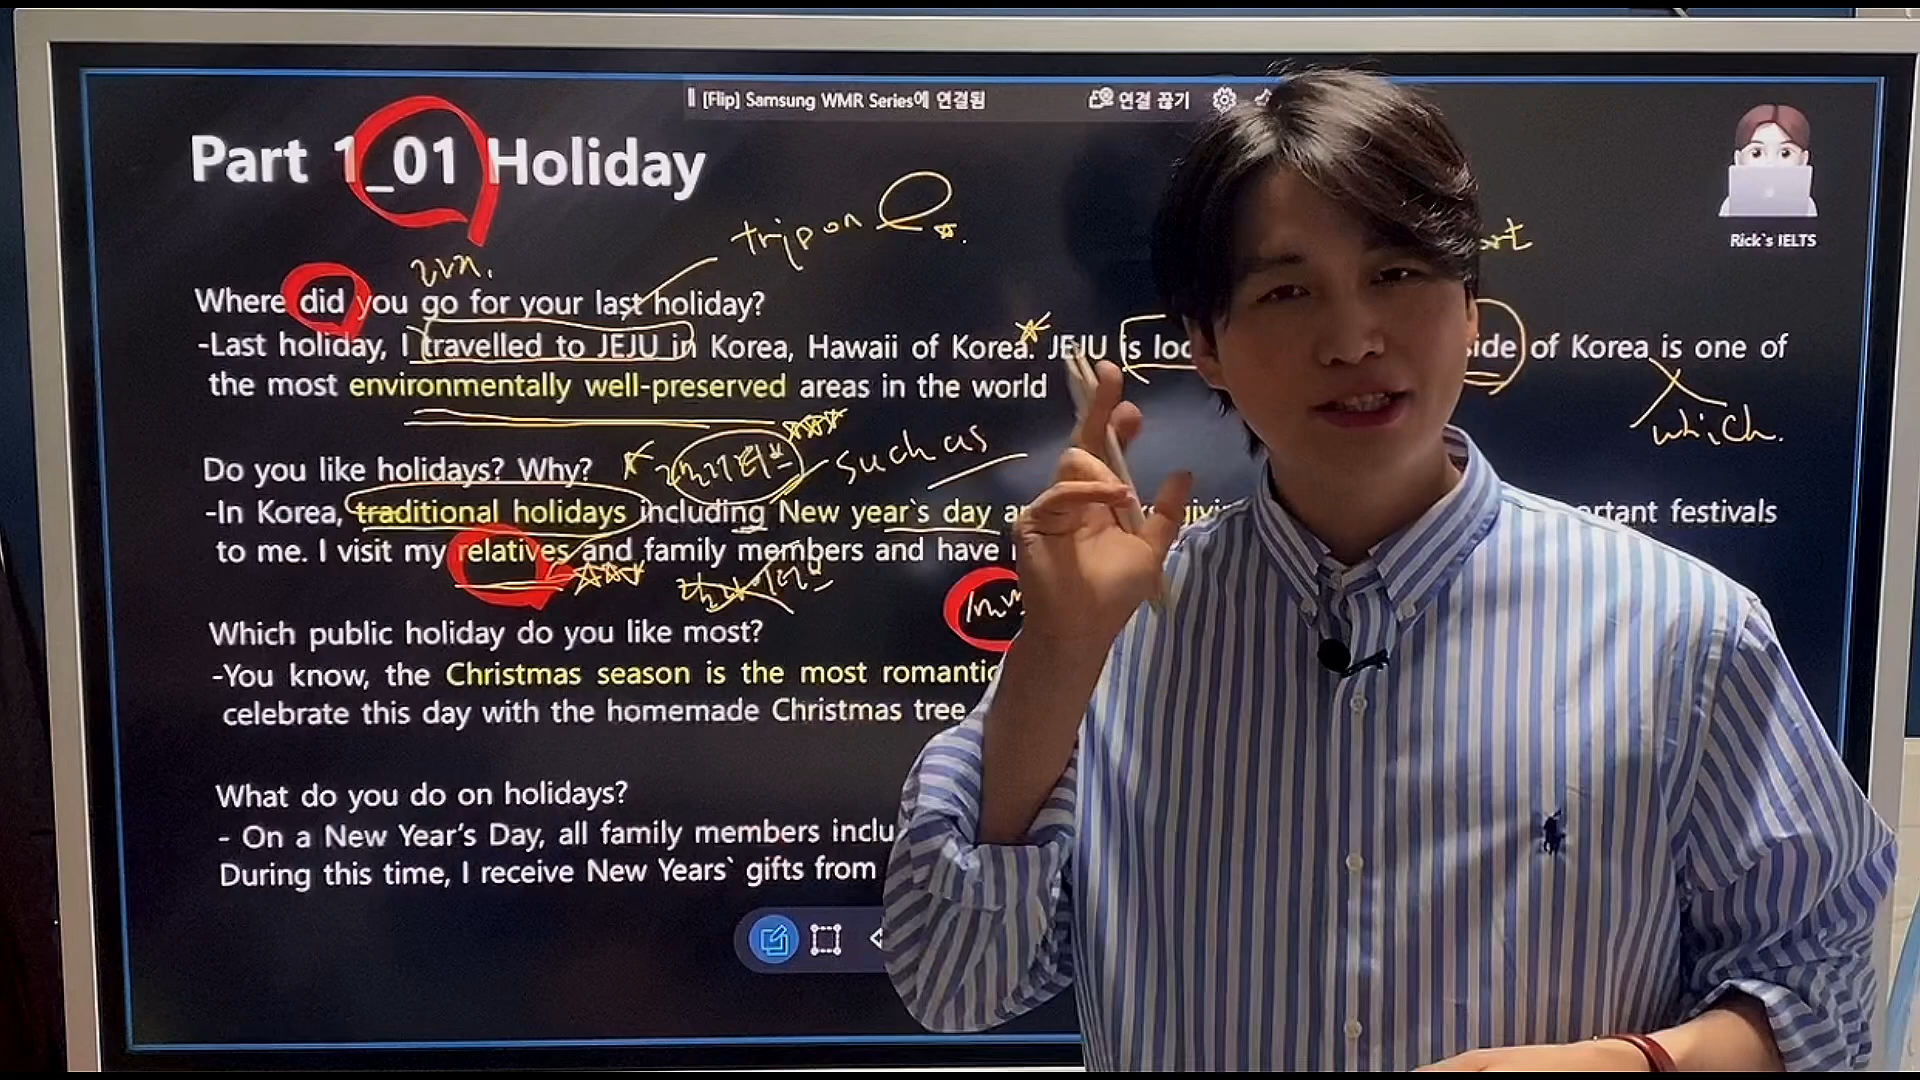 [Flip] Samsung WMR Series에 연결됨 연결 끊기
Part 1_01 Holiday
Rick`s IELTS
trip on
Where did you go for your last holiday?
-Last holiday, I travelled to JEJU in Korea, Hawaii of Korea. JEJU is loc side of Korea is one of
the most environmentally well-preserved areas in the world
which.
such as
Do you like holidays? Why?
-In Korea, traditional holidays including New year`s day festivals
to me. I visit my relatives and family members and have
Which public holiday do you like most?
-You know, the Christmas season is the most romantic
celebrate this day with the homemade Christmas tree
What do you do on holidays?
- On a New Year's Day, all family members inclu
During this time, I receive New Years` gifts from